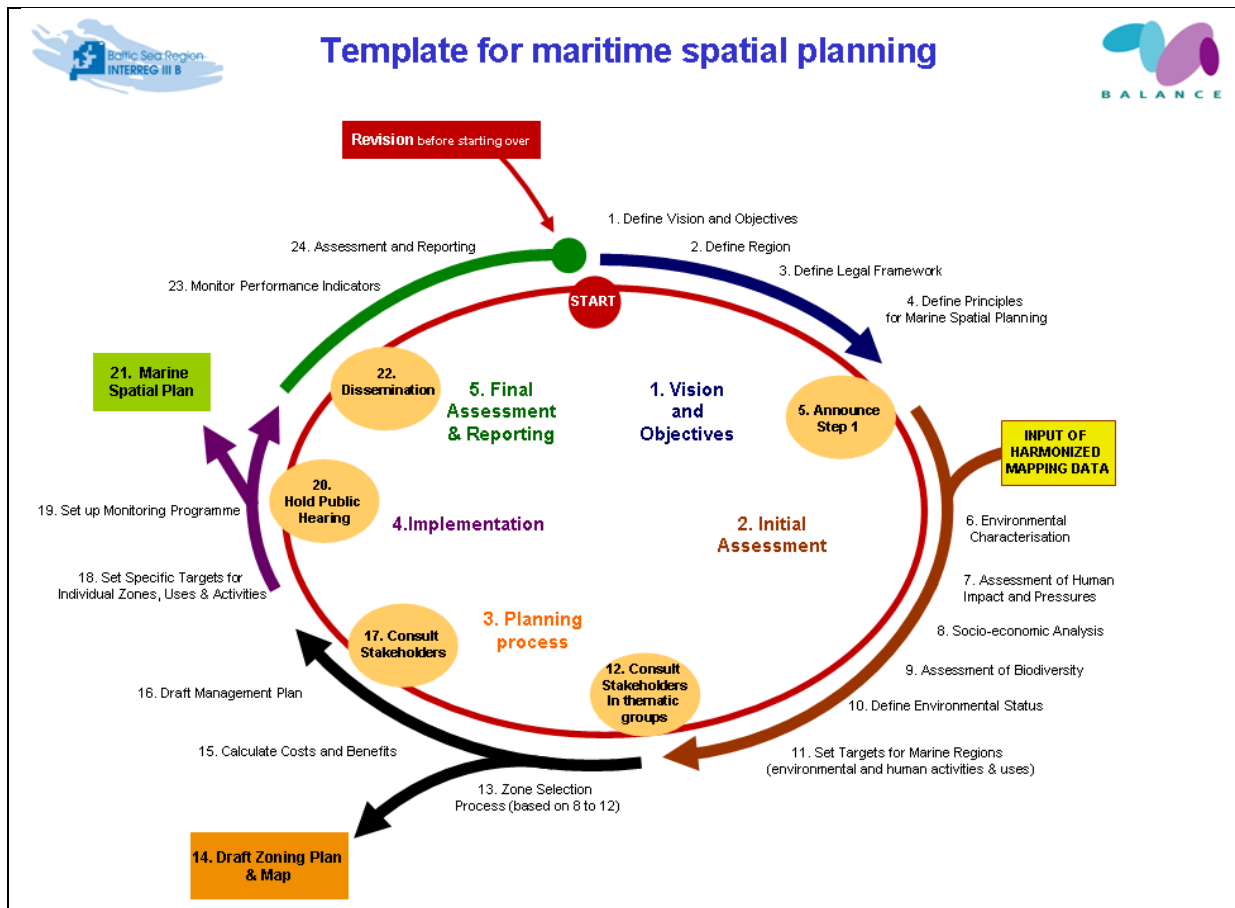 Baltic Sea Region
INTERREG III B
Template for maritime spatial planning
BALANCE
Revision before starting over
START
1. Define Vision and Objectives
2. Define Region
3. Define Legal Framework
4. Define Principles
for Marine Spatial Planning
1. Vision
and
Objectives
5. Announce
Step 1
INPUT OF
HARMONIZED
MAPPING DATA
2. Initial
Assessment
6. Environmental
Characterisation
7. Assessment of Human
Impact and Pressures
8. Socio-economic Analysis
9. Assessment of Biodiversity
10. Define Environmental Status
11. Set Targets for Marine Regions
(environmental and human activities & uses)
12. Consult
Stakeholders
In thematic
groups
3. Planning
process
13. Zone Selection
Process (based on 8 to 12)
14. Draft Zoning Plan
& Map
15. Calculate Costs and Benefits
16. Draft Management Plan
17. Consult
Stakeholders
4.Implementation
18. Set Specific Targets for
Individual Zones, Uses & Activities
19. Set up Monitoring Programme
20.
Hold Public
Hearing
21. Marine
Spatial Plan
22.
Dissemination
5. Final
Assessment
& Reporting
23. Monitor Performance Indicators
24. Assessment and Reporting